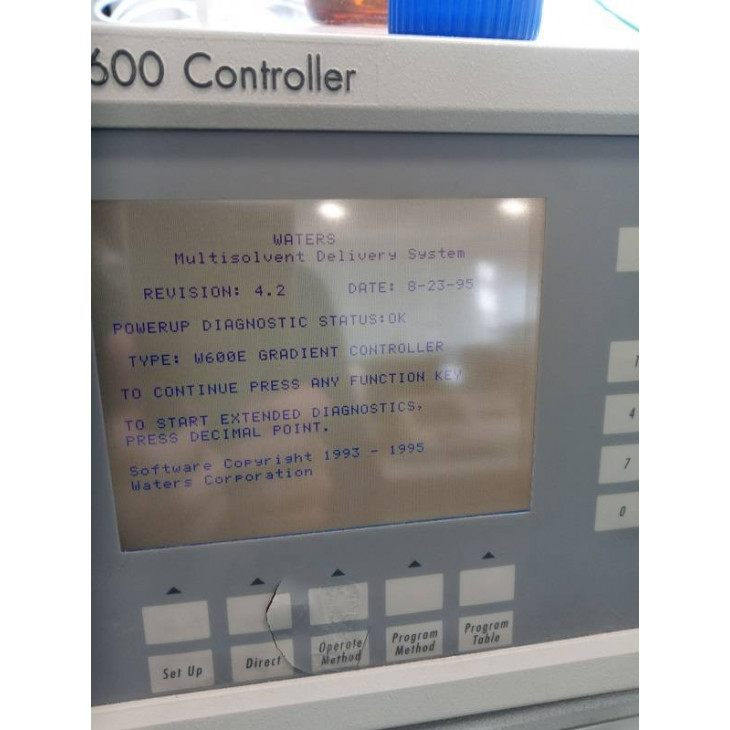 600 Controller
WATERS
Multisolvent Delivery System
REVISION: 4.2 DATE: 8-23-95
POWERUP DIAGNOSTIC STATUS:OK
TYPE: W600E GRADIENT CONTROLLER
TO CONTINUE PRESS ANY FUNCTION KEY
TO START EXTENDED DIAGNOSTICS,
PRESS DECIMAL POINT.
Software Copyright 1993 - 1995
Waters Corporation
1
4
7
0
Set Up
Direct
Operate
Method
Program
Method
Program
Table